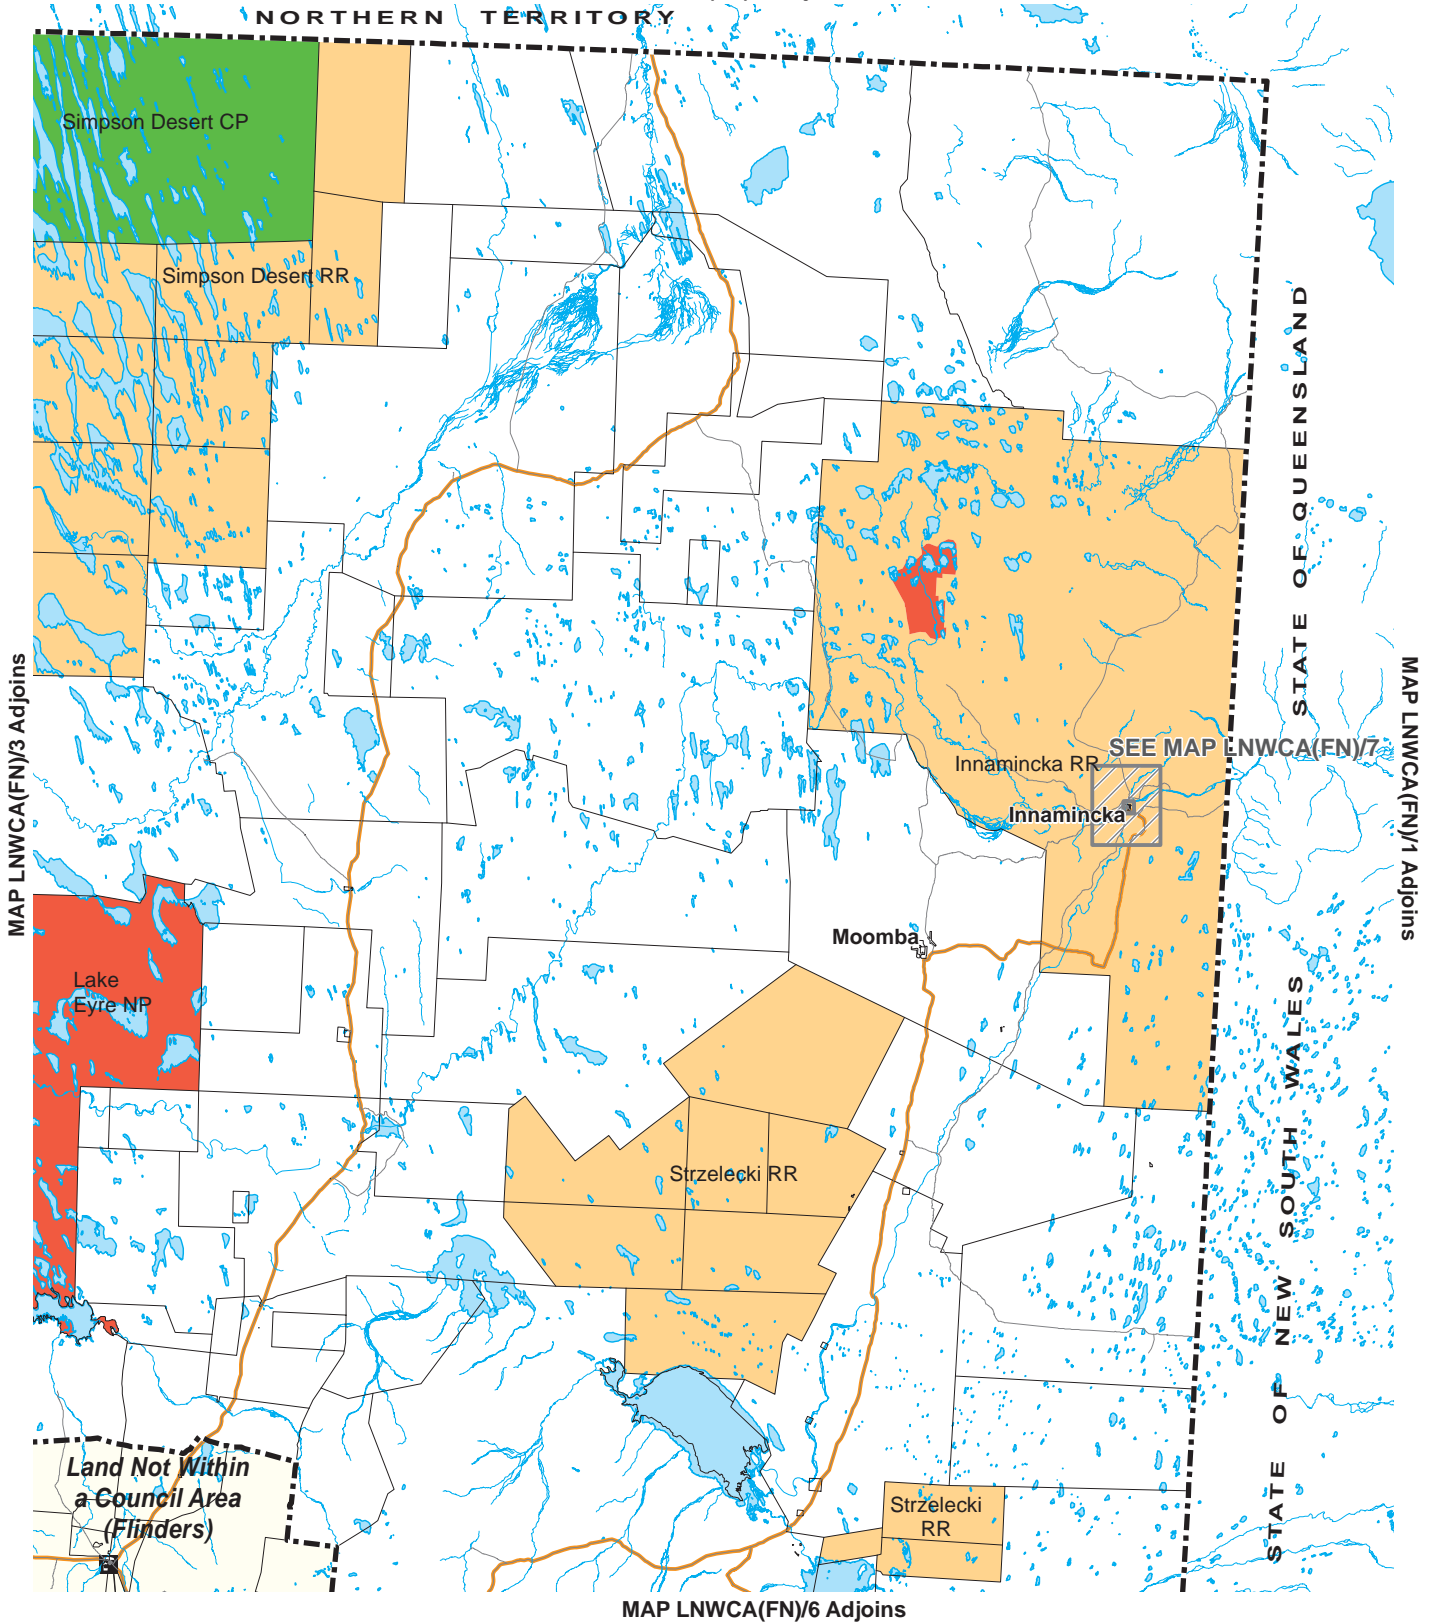 NORTHERN TERRITORY
Simpson Desert CP
Simpson Desert RR
STATE OF QUEENSLAND
MAP LNWCA(FN)/3 Adjoins
MAP LNWCA(FN)/1 Adjoins
SEE MAP LNWCA(FN)/7
Innamincka RR
Innamincka
Moomba
Lake
Eyre NP
STATE OF NEW SOUTH WALES
Strzelecki RR
Land Not Within
a Council Area
(Flinders)
Strzelecki
RR
MAP LNWCA(FN)/6 Adjoins